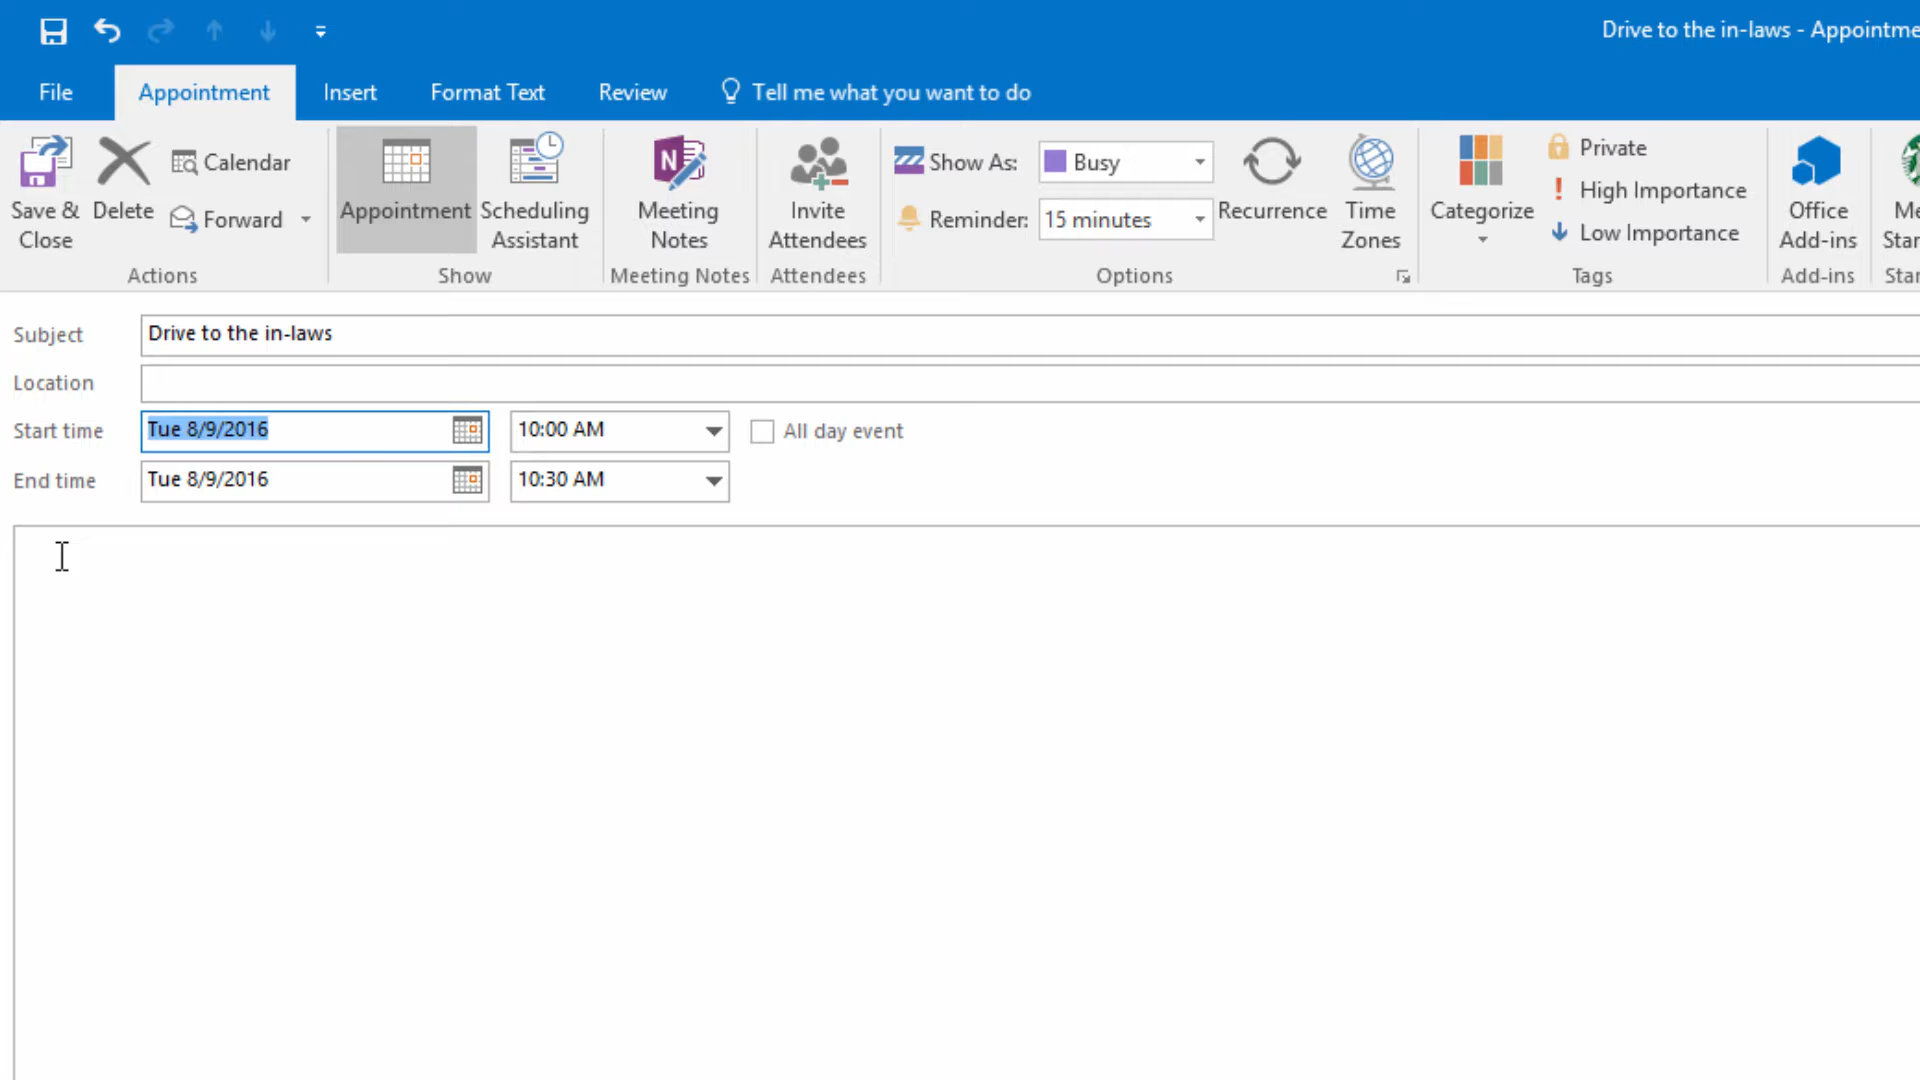 Drive to the in-laws - Appointme
File Appointment Insert Format Text Review Tell me what you want to do
Save & Close
Delete
Calendar
Forward
Actions
Appointment
Scheduling Assistant
Show
Meeting Notes
Meeting Notes
Invite Attendees
Attendees
Show As: Busy
Reminder: 15 minutes
Recurrence
Time Zones
Options
Categorize
Private
High Importance
Low Importance
Tags
Office Add-ins
Add-ins
Me
Star
Star
Subject Drive to the in-laws
Location
Start time Tue 8/9/2016 10:00 AM All day event
End time Tue 8/9/2016 10:30 AM